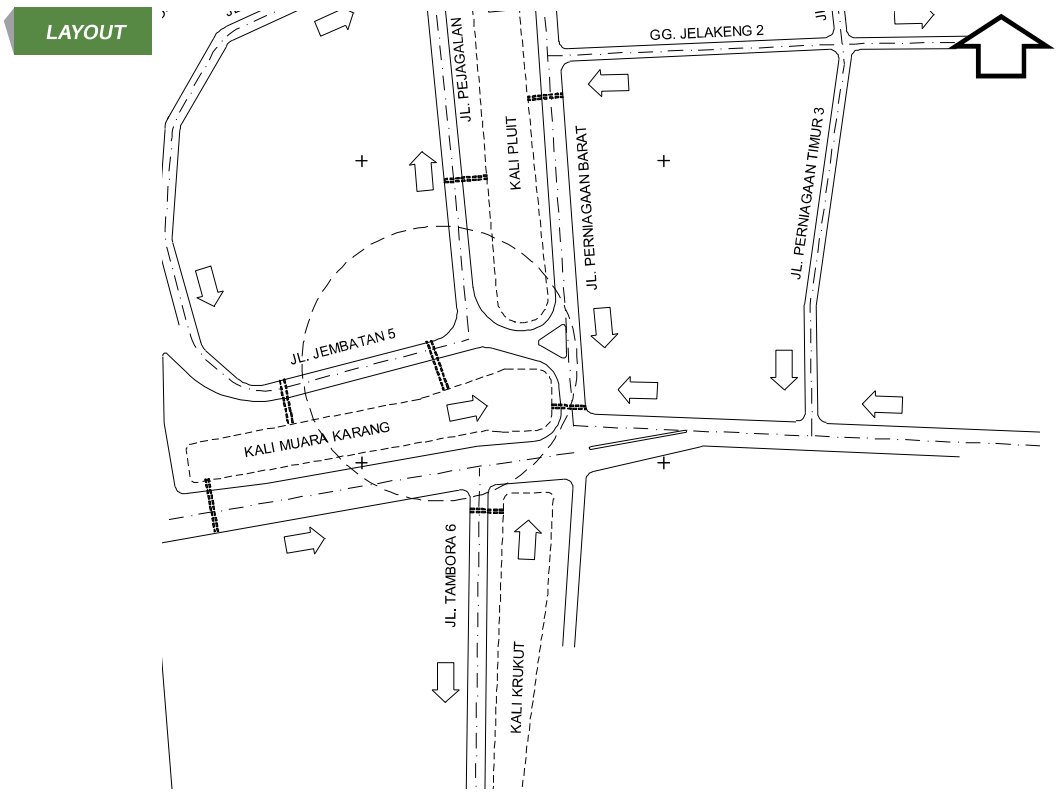 LAYOUT
JL. PEJAGALAN
GG. JELAKENG 2
KALI PLUIT
JL. PERNIAGAAN BARAT
JL. PERNIAGAAN TIMUR 3
JL. JEMBATAN 5
KALI MUARA KARANG
JL. TAMBORA 6
KALI KRUKUT